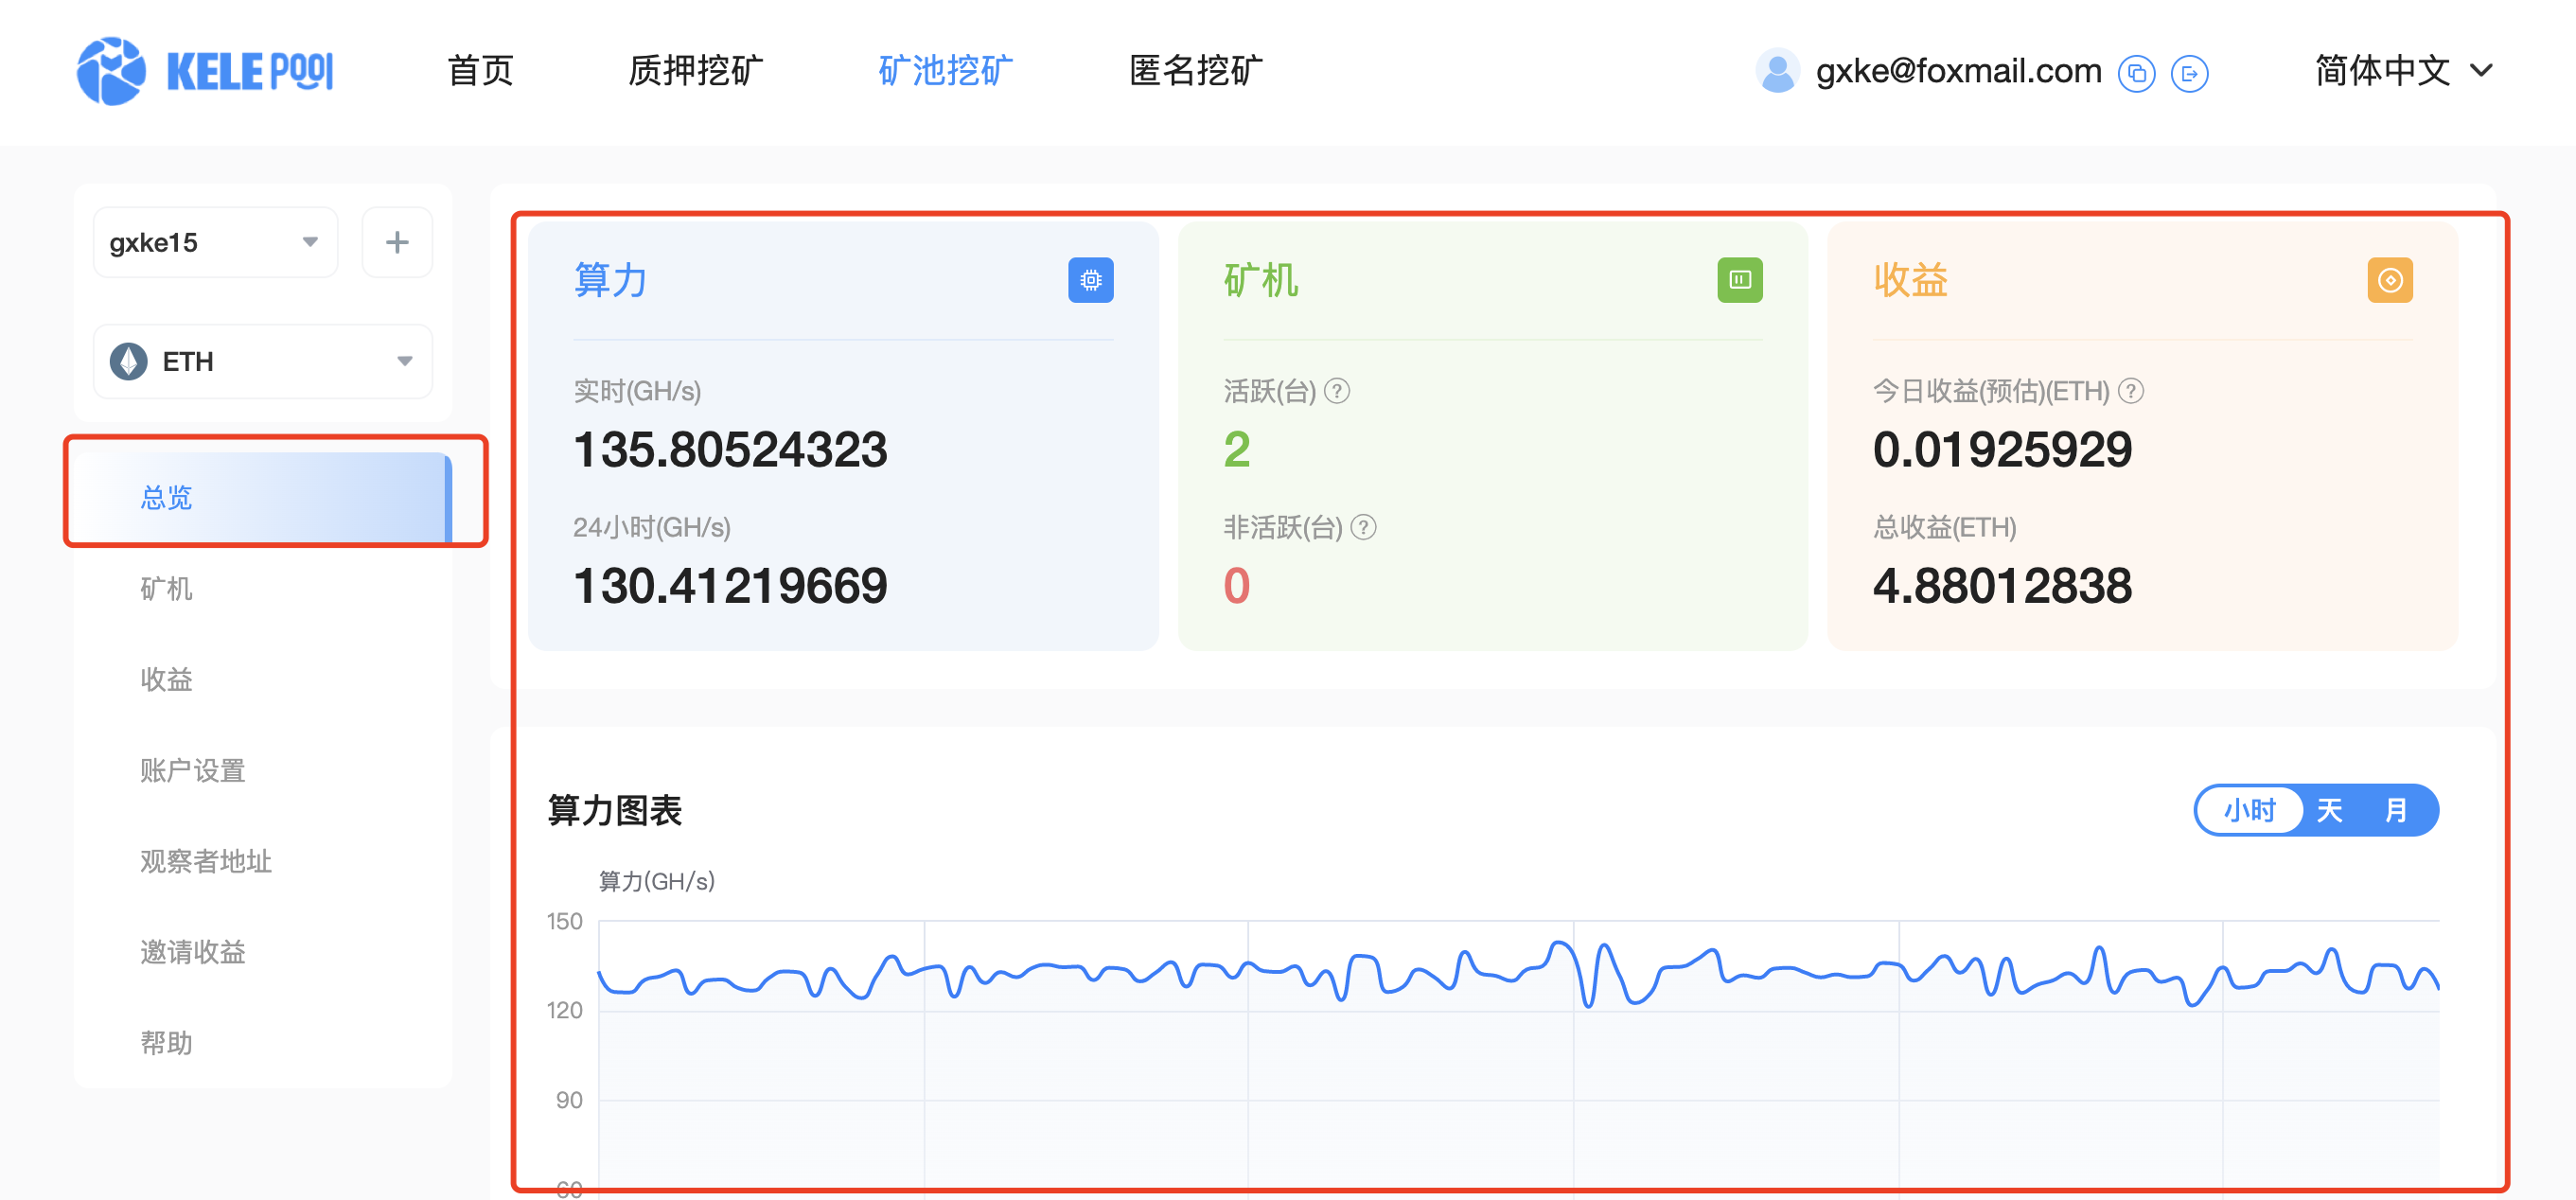 KELE POOl
首页
质押挖矿
矿池挖矿
匿名挖矿
gxke@foxmail.com
简体中文
gxke15
+
ETH
总览
矿机
收益
账户设置
观察者地址
邀请收益
帮助
算力
实时(GH/s)
135.80524323
24小时(GH/s)
130.41219669
矿机
活跃(台) ?
2
非活跃(台) ?
0
收益
今日收益(预估)(ETH) ?
0.01925929
总收益(ETH)
4.88012838
算力图表
小时 天 月
算力(GH/s)
150
120
90
60